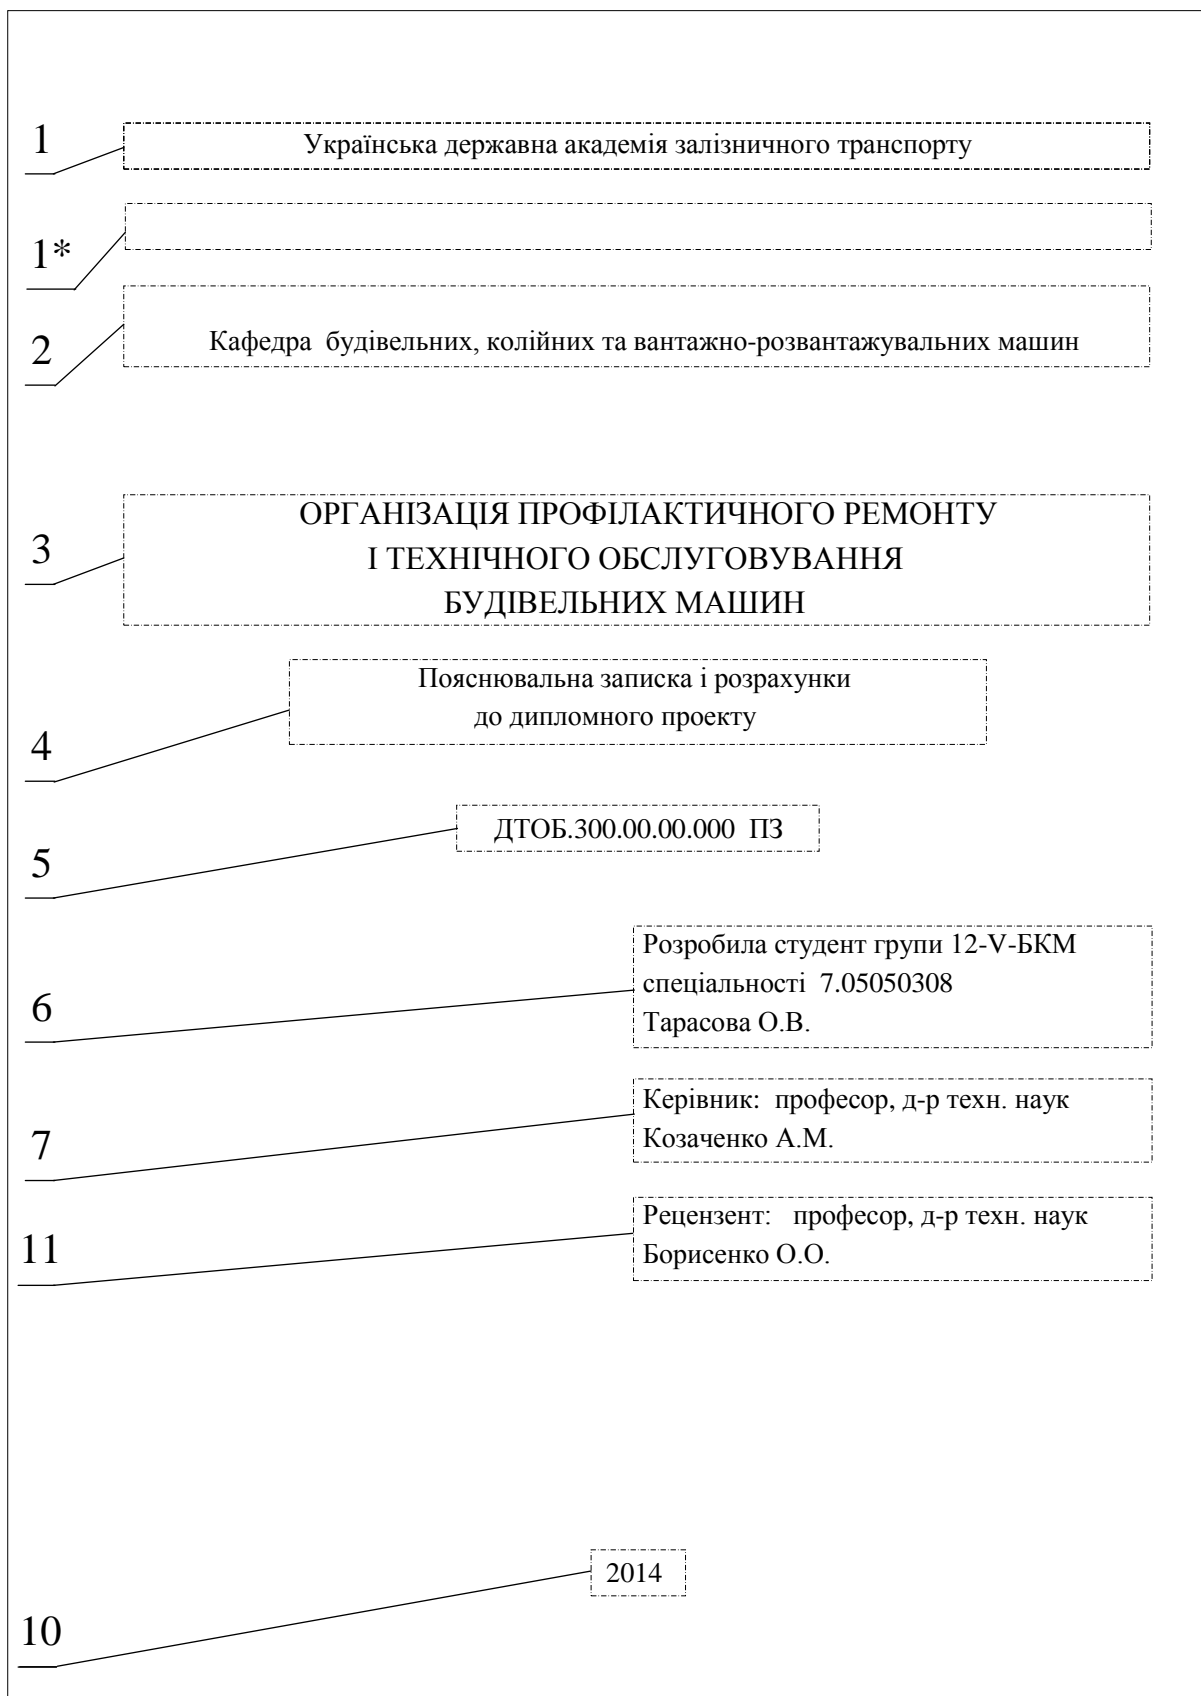 1
Українська державна академія залізничного транспорту
1*
2
Кафедра будівельних, колійних та вантажно-розвантажувальних машин
3
ОРГАНІЗАЦІЯ ПРОФІЛАКТИЧНОГО РЕМОНТУ
І ТЕХНІЧНОГО ОБСЛУГОВУВАННЯ
БУДІВЕЛЬНИХ МАШИН
4
Пояснювальна записка і розрахунки
до дипломного проекту
5
ДТОБ.300.00.00.000 ПЗ
6
Розробила студент групи 12-V-БКМ
спеціальності 7.05050308
Тарасова О.В.
7
Керівник: професор, д-р техн. наук
Козаченко А.М.
11
Рецензент: професор, д-р техн. наук
Борисенко О.О.
10
2014